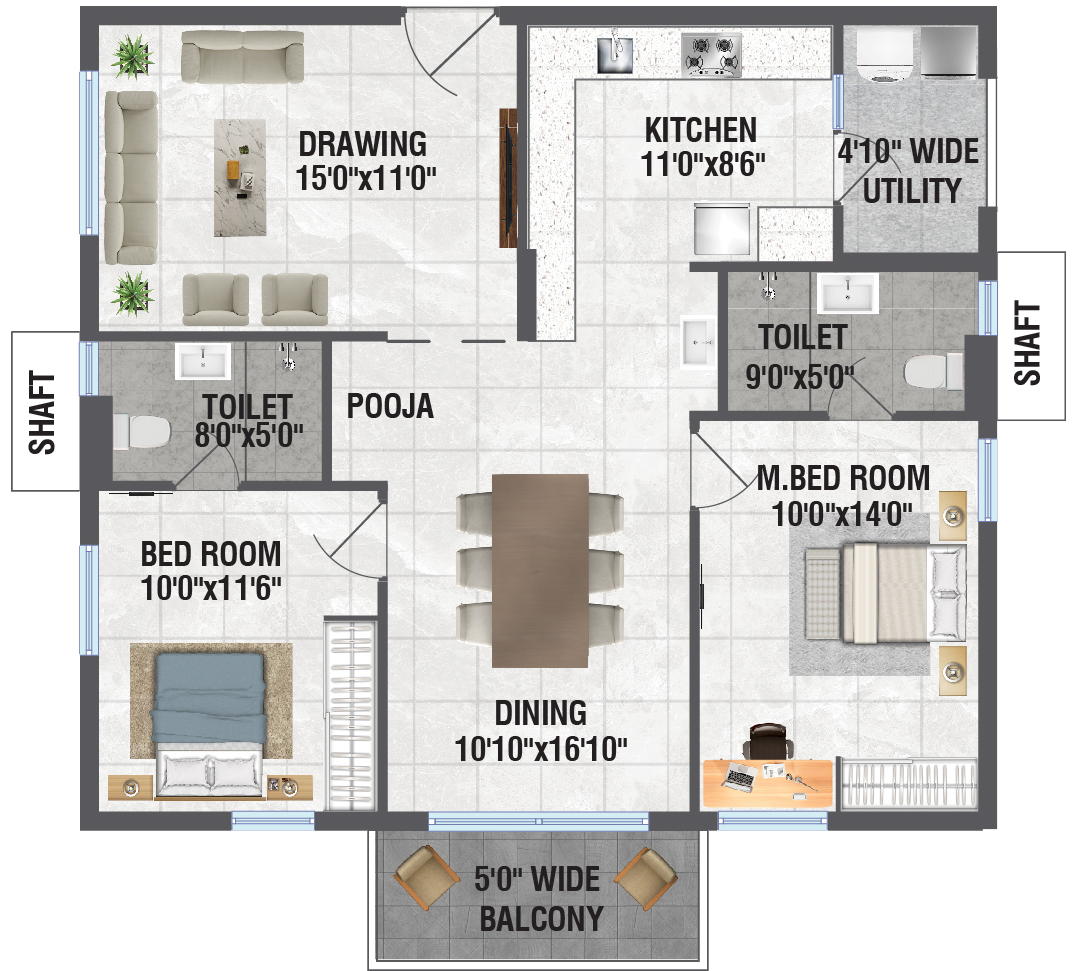 DRAWING
15'0"x11'0"
KITCHEN
11'0"x8'6"
4'10" WIDE
UTILITY
SHAFT
TOILET
9'0"x5'0"
SHAFT
TOILET
8'0"x5'0"
POOJA
M.BED ROOM
10'0"x14'0"
BED ROOM
10'0"x11'6"
DINING
10'10"x16'10"
5'0" WIDE
BALCONY